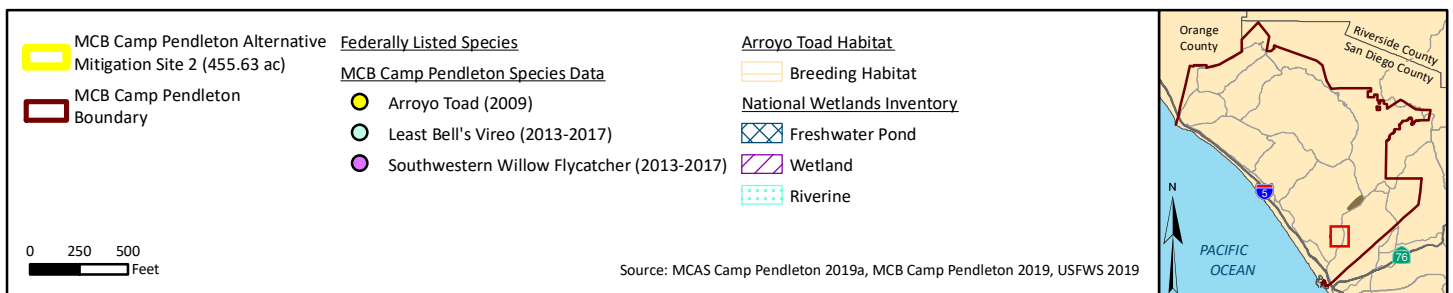 MCB Camp Pendleton Alternative
Mitigation Site 2 (455.63 ac)
MCB Camp Pendleton
Boundary
Federally Listed Species
MCB Camp Pendleton Species Data
Arroyo Toad (2009)
Least Bell's Vireo (2013-2017)
Southwestern Willow Flycatcher (2013-2017)
Arroyo Toad Habitat
Breeding Habitat
National Wetlands Inventory
Freshwater Pond
Wetland
Riverine
0 250 500
Feet
Source: MCAS Camp Pendleton 2019a, MCB Camp Pendleton 2019, USFWS 2019
Orange
County
Riverside County
San Diego County
5
N
PACIFIC
OCEAN
76